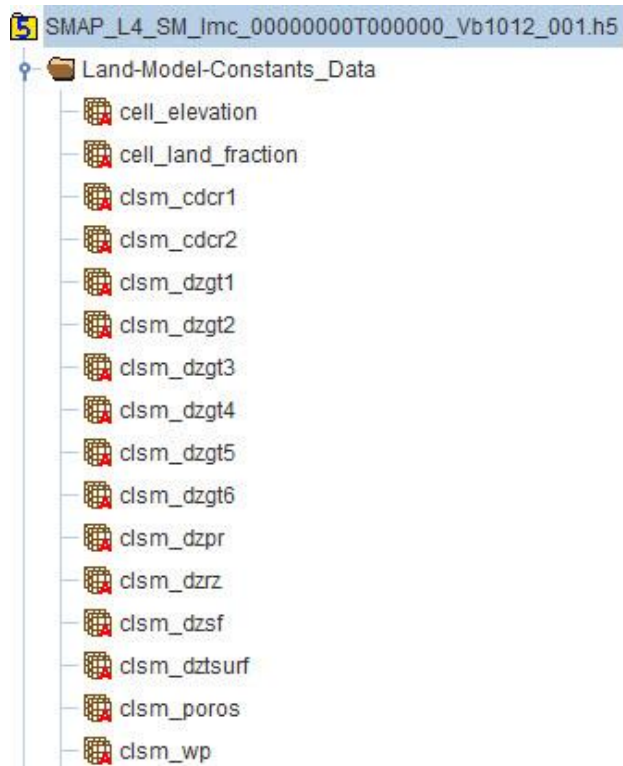 SMAP_L4_SM_lmc_00000000T000000_Vb1012_001.h5
Land-Model-Constants_Data
cell_elevation
cell_land_fraction
clsm_cdcr1
clsm_cdcr2
clsm_dzgt1
clsm_dzgt2
clsm_dzgt3
clsm_dzgt4
clsm_dzgt5
clsm_dzgt6
clsm_dzpr
clsm_dzrz
clsm_dzsf
clsm_dztsurf
clsm_poros
clsm_wp